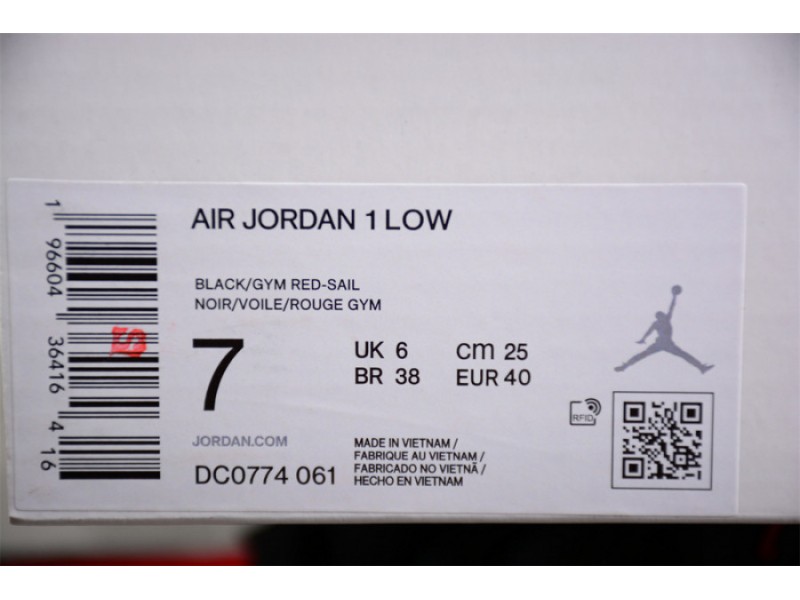 AIR JORDAN 1 LOW
BLACK/GYM RED-SAIL
NOIR/VOILE/ROUGE GYM
7
UK 6
BR 38
cm 25
EUR 40
JORDAN.COM
DC0774 061
MADE IN VIETNAM /
FABRIQUE AU VIETNAM /
FABRICADO NO VIETNÃ /
HECHO EN VIETNAM
RFID
1 96604 36416 4 16